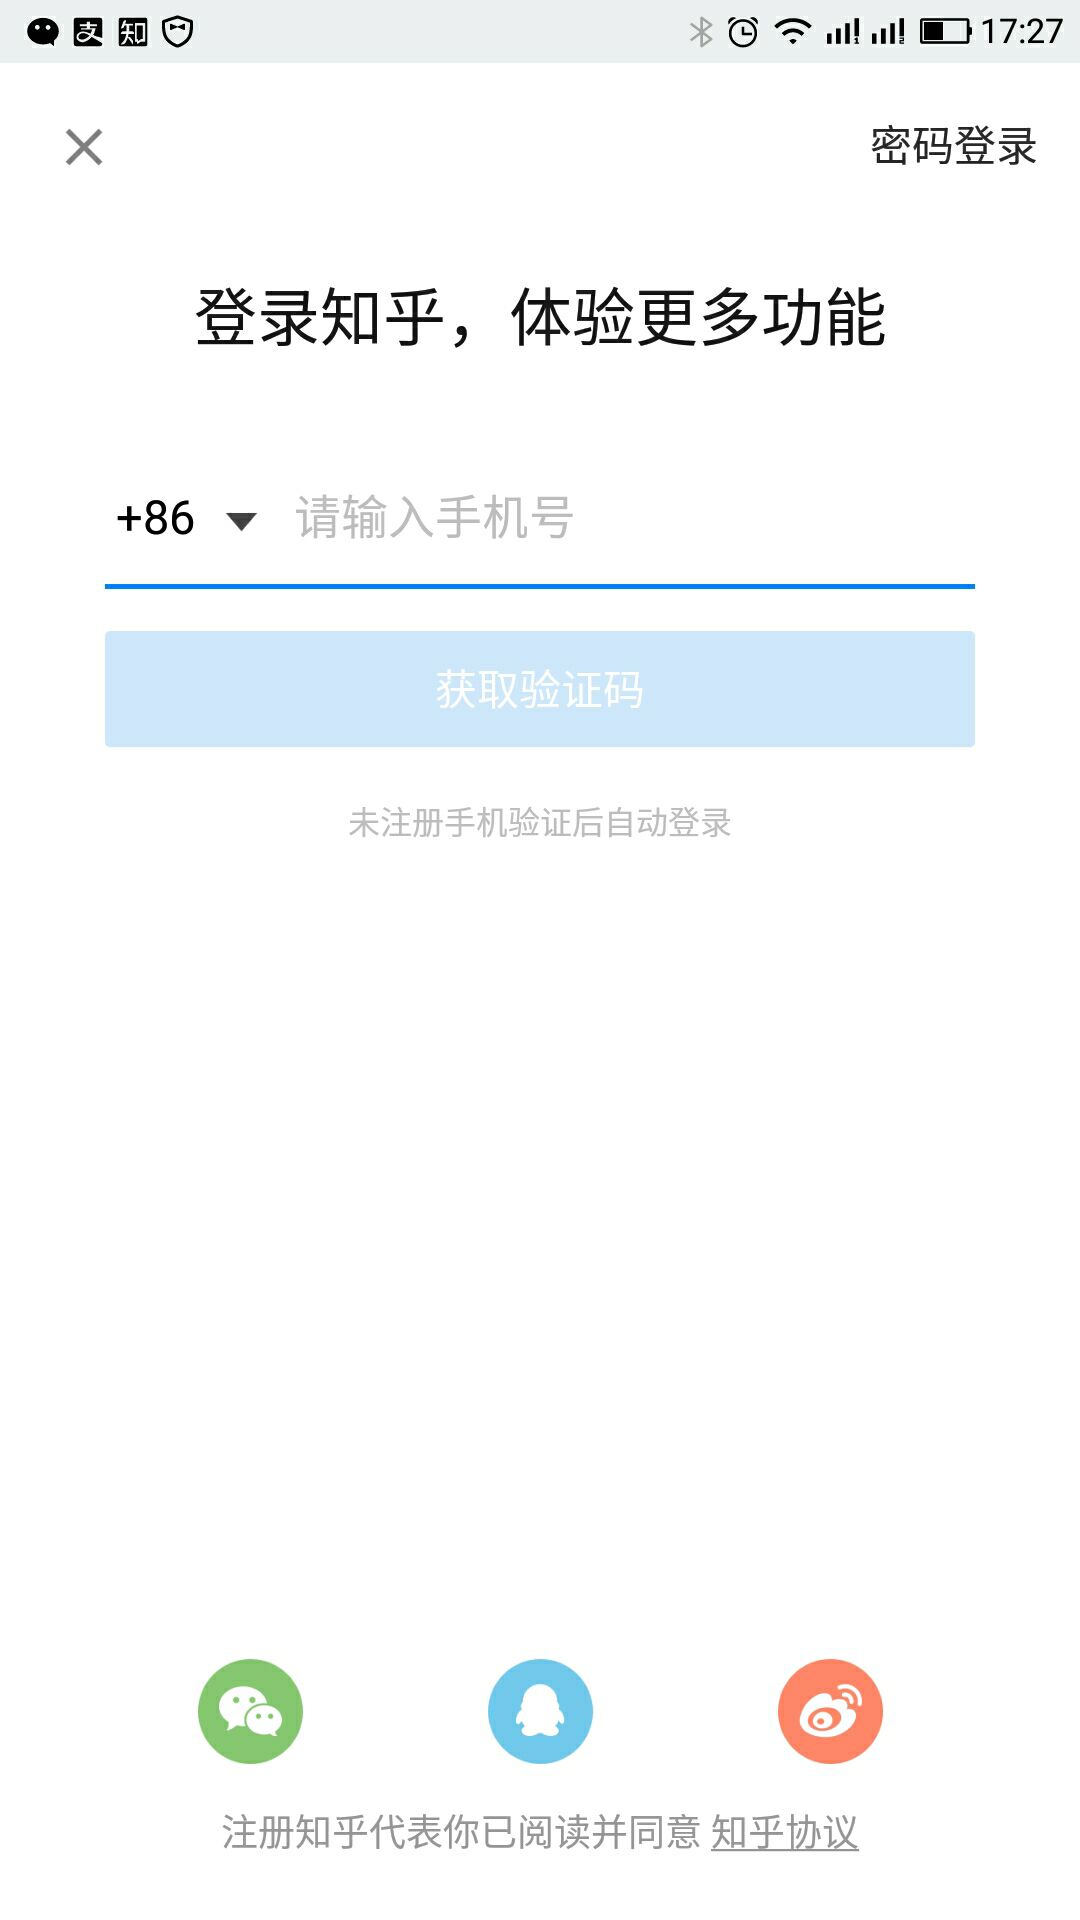 支 知 17:27
密码登录
登录知乎，体验更多功能
+86 请输入手机号
获取验证码
未注册手机验证后自动登录
注册知乎代表你已阅读并同意 知乎协议